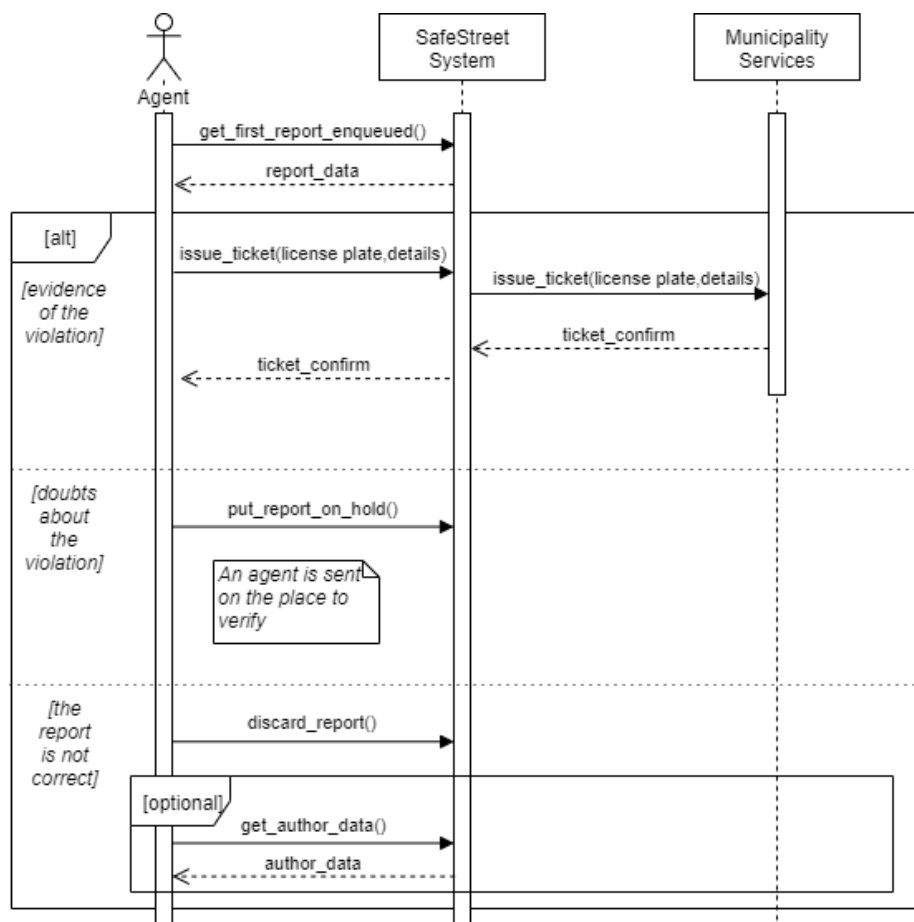 SafeStreet
System
Municipality
Services
Agent
get_first_report_enqueued()
report_data
[alt]
issue_ticket(license plate,details)
[evidence
of the
violation]
issue_ticket(license plate,details)
ticket_confirm
ticket_confirm
[doubts
about
the
violation]
put_report_on_hold()
An agent is sent
on the place to
verify
[the
report
is not
correct]
discard_report()
[optional]
get_author_data()
author_data